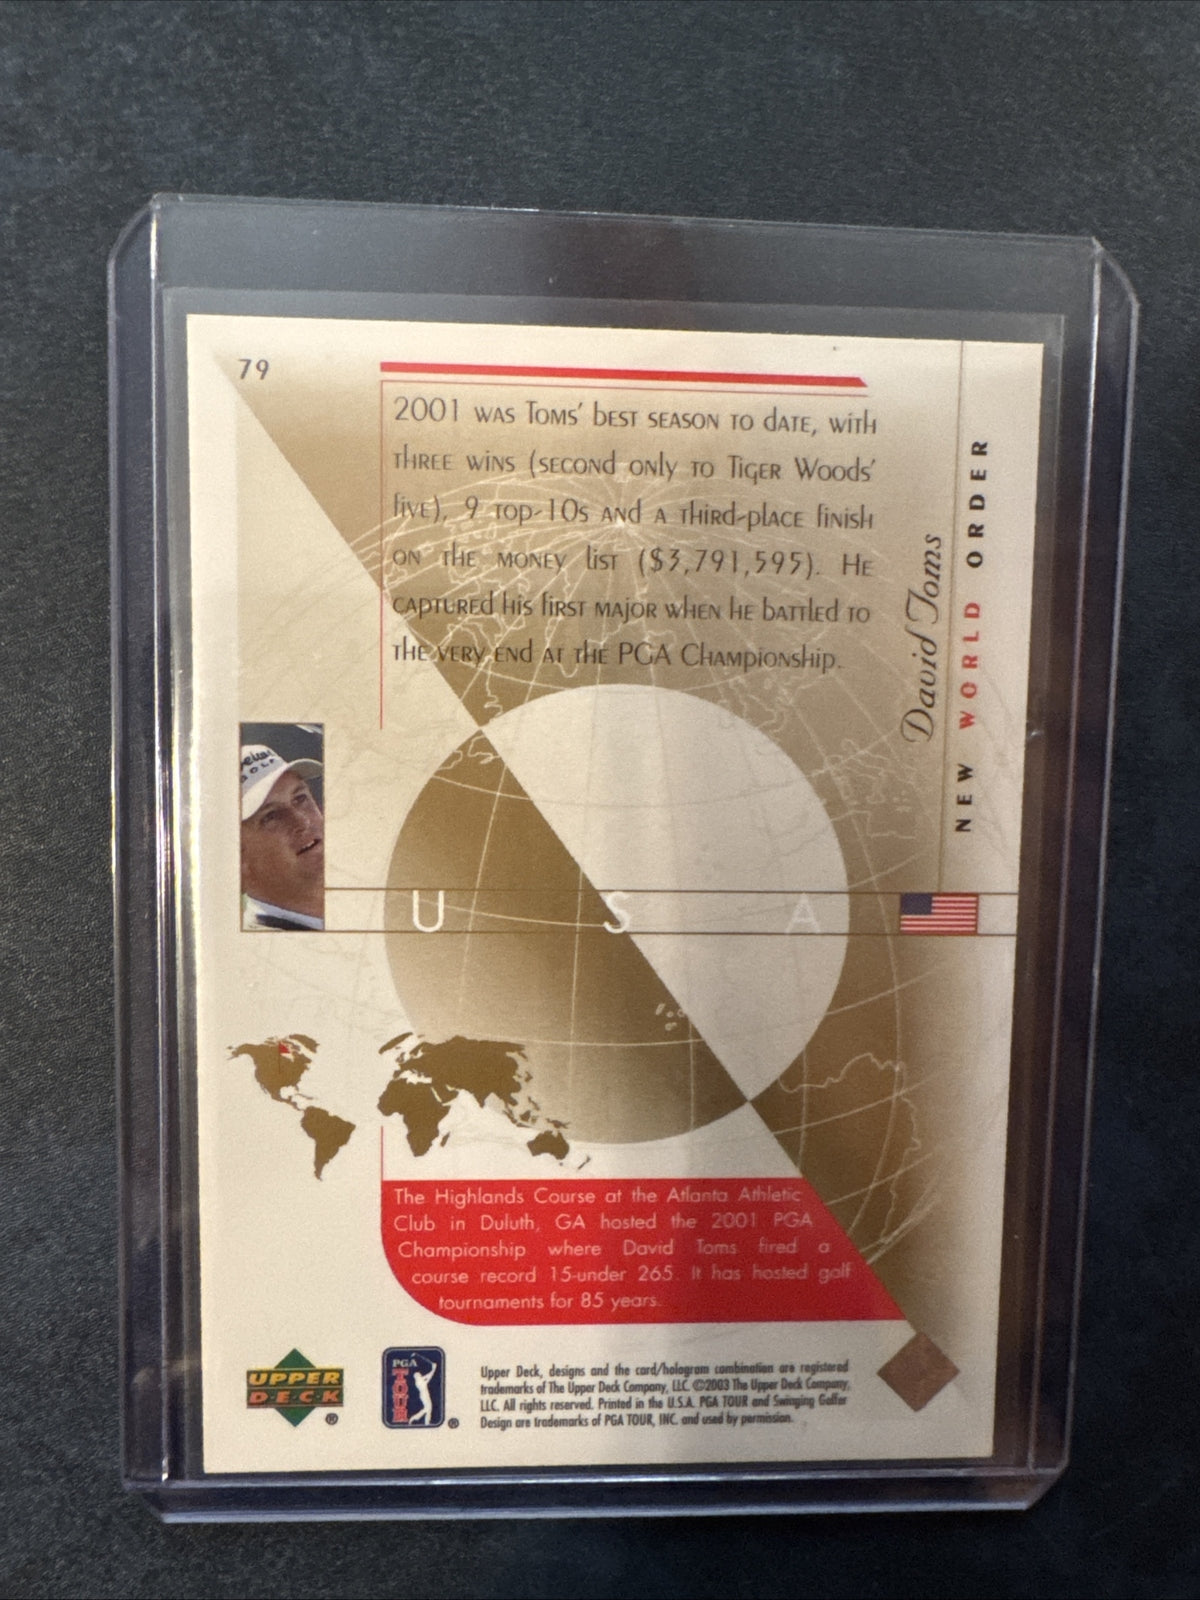 79
2001 was Toms' best season to date, with
three wins (second only to Tiger Woods'
five), 9 top-10s and a third-place finish
on the money list ($3,791,595). He
captured his first major when he battled to
the very end at the PGA Championship.
David Toms
NEW WORLD ORDER
GOLF
USA
The Highlands Course at the Atlanta Athletic
Club in Duluth, GA hosted the 2001 PGA
Championship where David Toms fired a
course record 15-under 265. It has hosted golf
tournaments for 85 years.
UPPER
DECK
®
PGA
TOUR
®
Upper Deck, designs and the card/hologram combination are registered
trademarks of The Upper Deck Company, LLC. ©2003 The Upper Deck Company,
LLC. All rights reserved. Printed in the U.S.A. PGA TOUR and Swinging Golfer
Design are trademarks of PGA TOUR, INC. and used by permission.